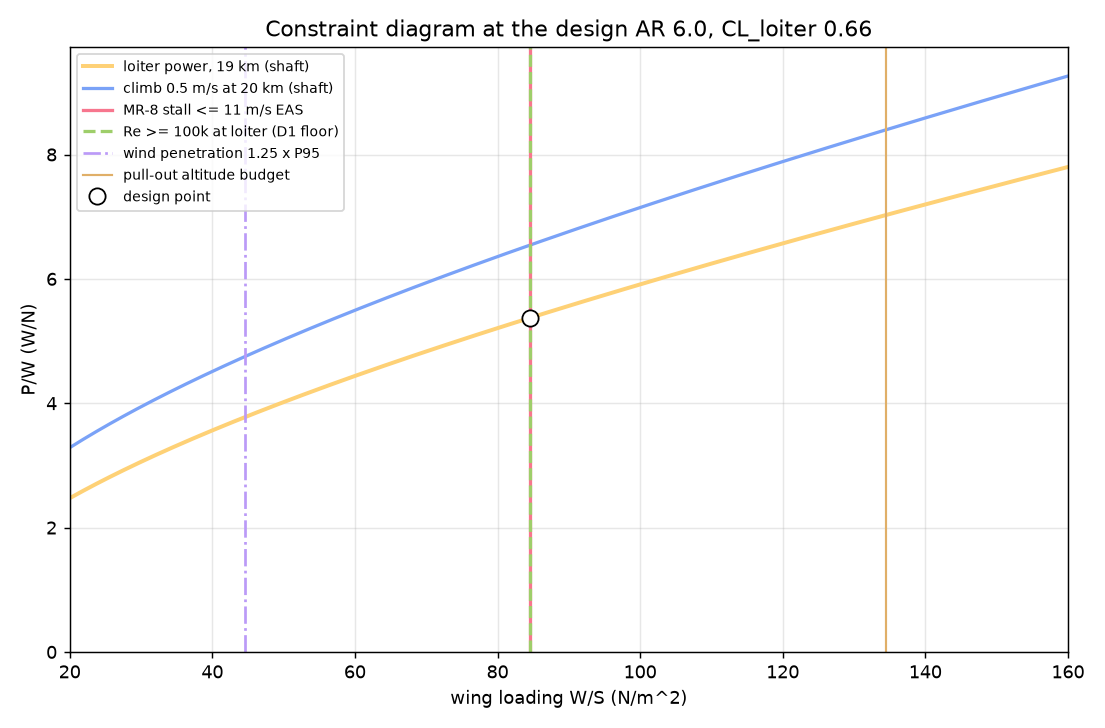 Constraint diagram at the design AR 6.0, CL_loiter 0.66
loiter power, 19 km (shaft)
climb 0.5 m/s at 20 km (shaft)
MR-8 stall <= 11 m/s EAS
Re >= 100k at loiter (D1 floor)
wind penetration 1.25 x P95
pull-out altitude budget
design point
P/W (W/N)
8
6
4
2
0
20 40 60 80 100 120 140 160
wing loading W/S (N/m^2)